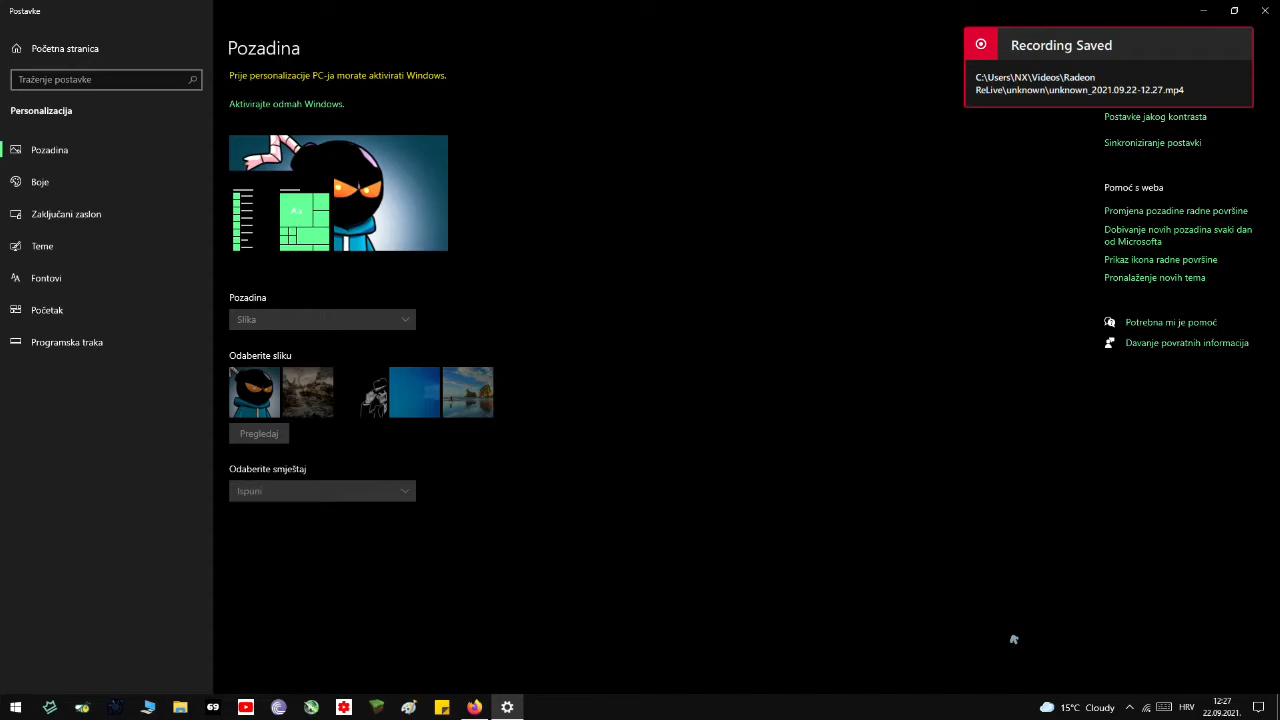 Postavke
Početna stranica
Traženje postavke
Personalizacija
Pozadina
Boje
Zaključani zaslon
Teme
Fontovi
Početak
Programska traka
Pozadina
Prije personalizacije PC-ja morate aktivirati Windows.
Aktivirajte odmah Windows.
Aa
Pozadina
Slika
Odaberite sliku
Pregledaj
Odaberite smještaj
Ispuni
Recording Saved
C:\Users\NX\Videos\Radeon
ReLive\unknown\unknown_2021.09.22-12.27.mp4
Postavke jakog kontrasta
Sinkroniziranje postavki
Pomoć s weba
Promjena pozadine radne površine
Dobivanje novih pozadina svaki dan
od Microsofta
Prikaz ikona radne površine
Pronalaženje novih tema
Potrebna mi je pomoć
Davanje povratnih informacija
69
15°C Cloudy
HRV
12:27
22.09.2021.